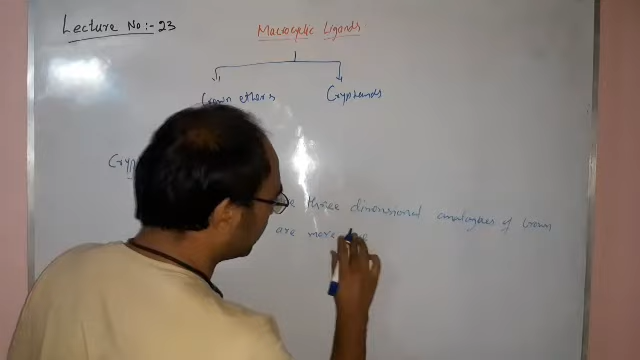 Lecture No:- 23
Macrocyclic Ligands
Crown ethers
Cryptands
three dimensional analogues of Crown
are more